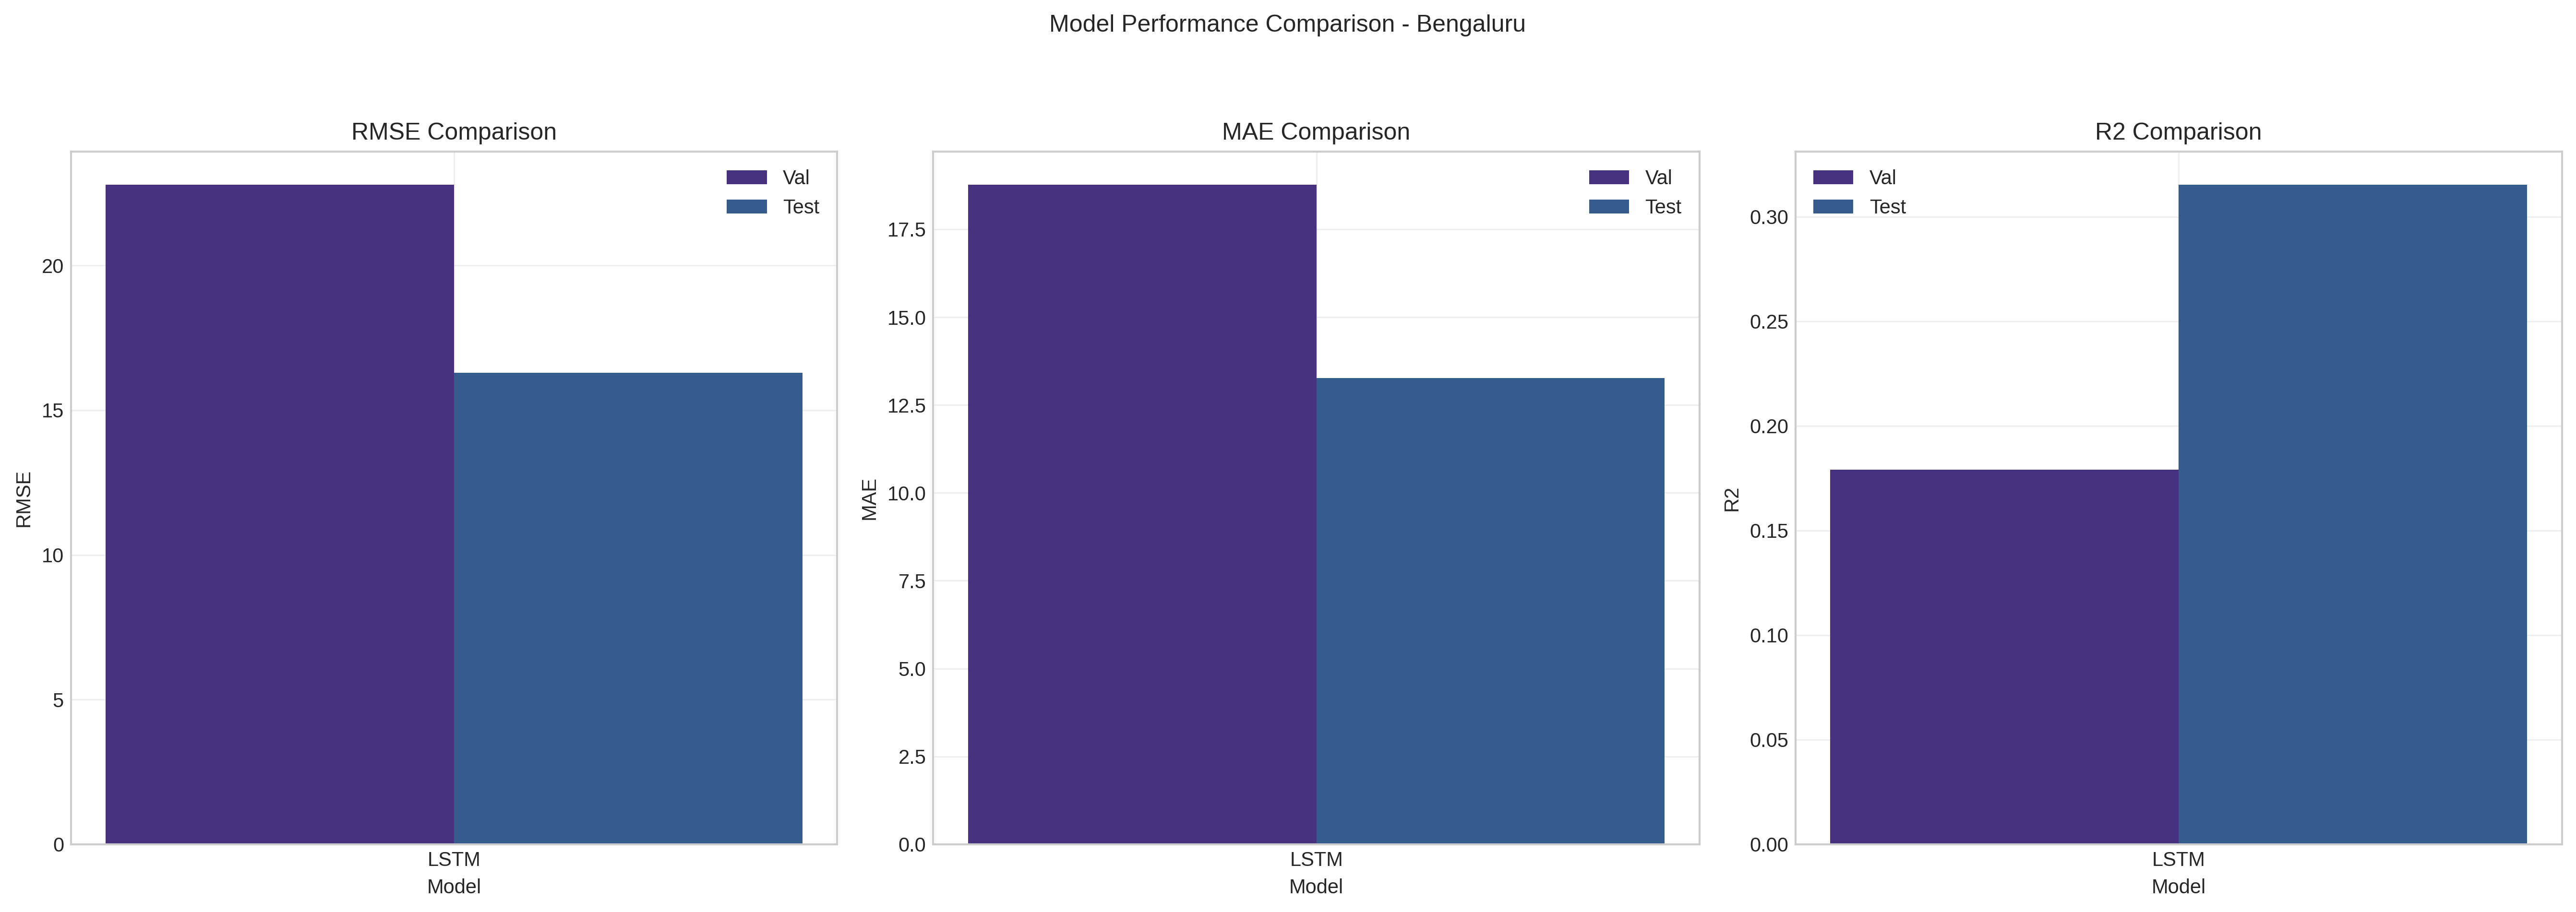 Model Performance Comparison - Bengaluru
RMSE Comparison
Val
Test
20
15
10
5
0
RMSE
LSTM
Model
MAE Comparison
Val
Test
17.5
15.0
12.5
10.0
7.5
5.0
2.5
0.0
MAE
LSTM
Model
R2 Comparison
Val
Test
0.30
0.25
0.20
0.15
0.10
0.05
0.00
R2
LSTM
Model